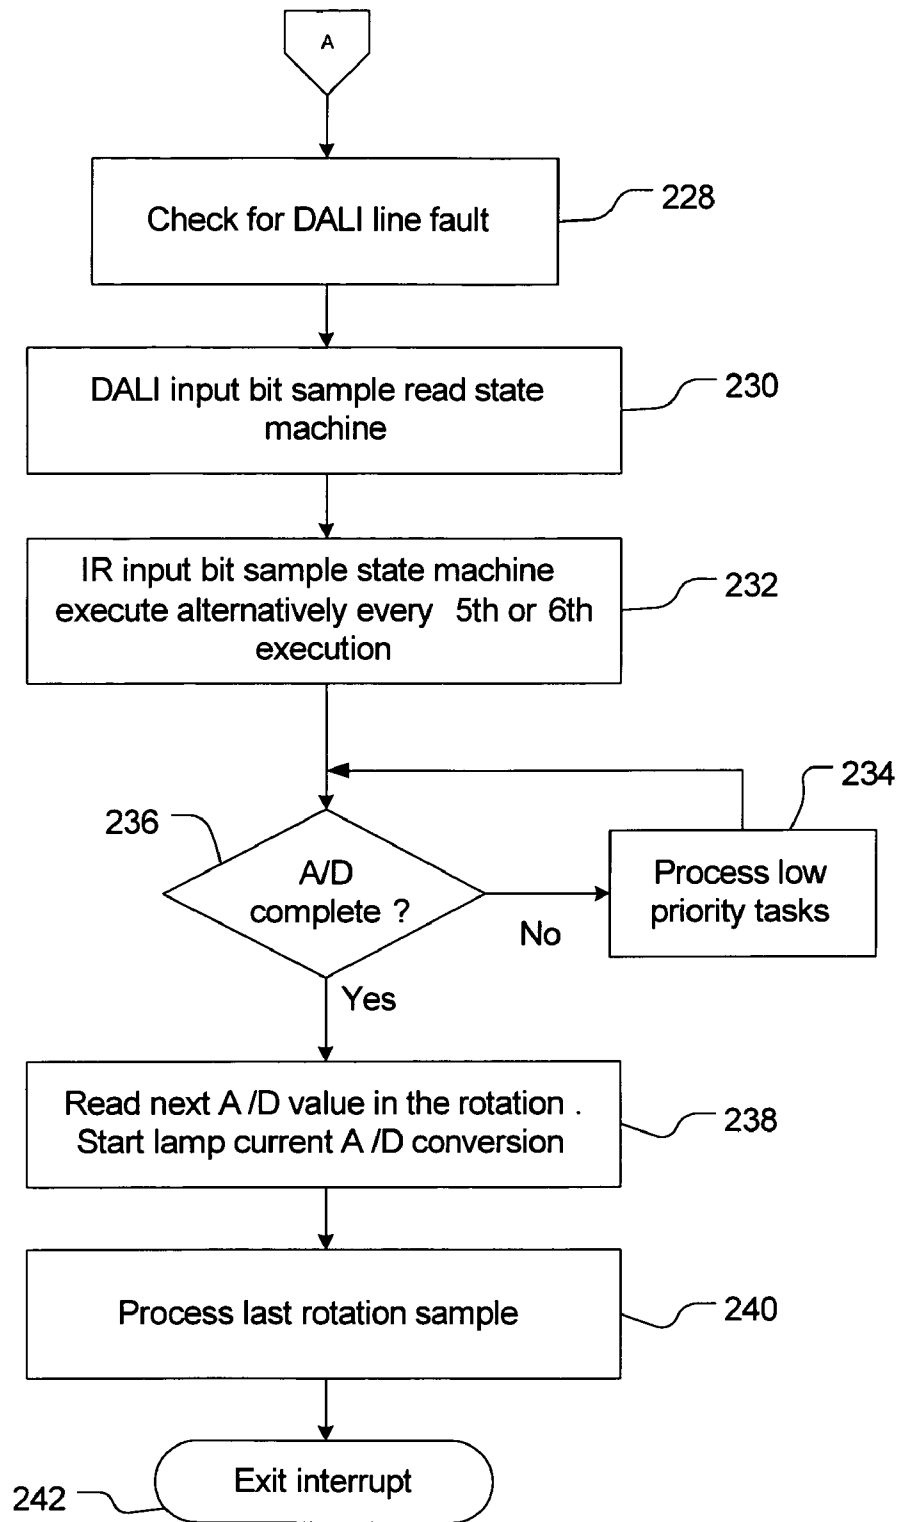 A
Check for DALI line fault
228
DALI input bit sample read state
machine
230
IR input bit sample state machine
execute alternatively every 5th or 6th
execution
232
234
236
A/D
complete ?
Process low
priority tasks
No
Yes
Read next A /D value in the rotation .
Start lamp current A /D conversion
238
Process last rotation sample
240
Exit interrupt
242